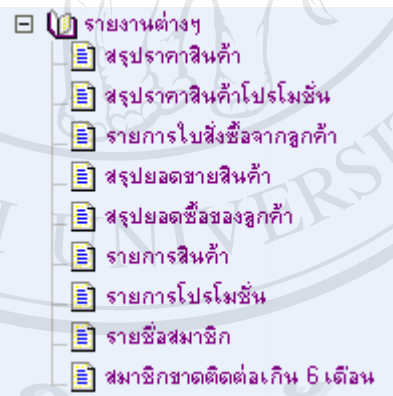 รายงานต่างๆ
สรุปราคาสินค้า
สรุปราคาสินค้าโปรโมชั่น
รายการใบสั่งซื้อจากลูกค้า
สรุปยอดขายสินค้า
สรุปยอดซื้อของลูกค้า
รายการสินค้า
รายการโปรโมชั่น
รายชื่อสมาชิก
สมาชิกขาดติดต่อเกิน 6 เดือน